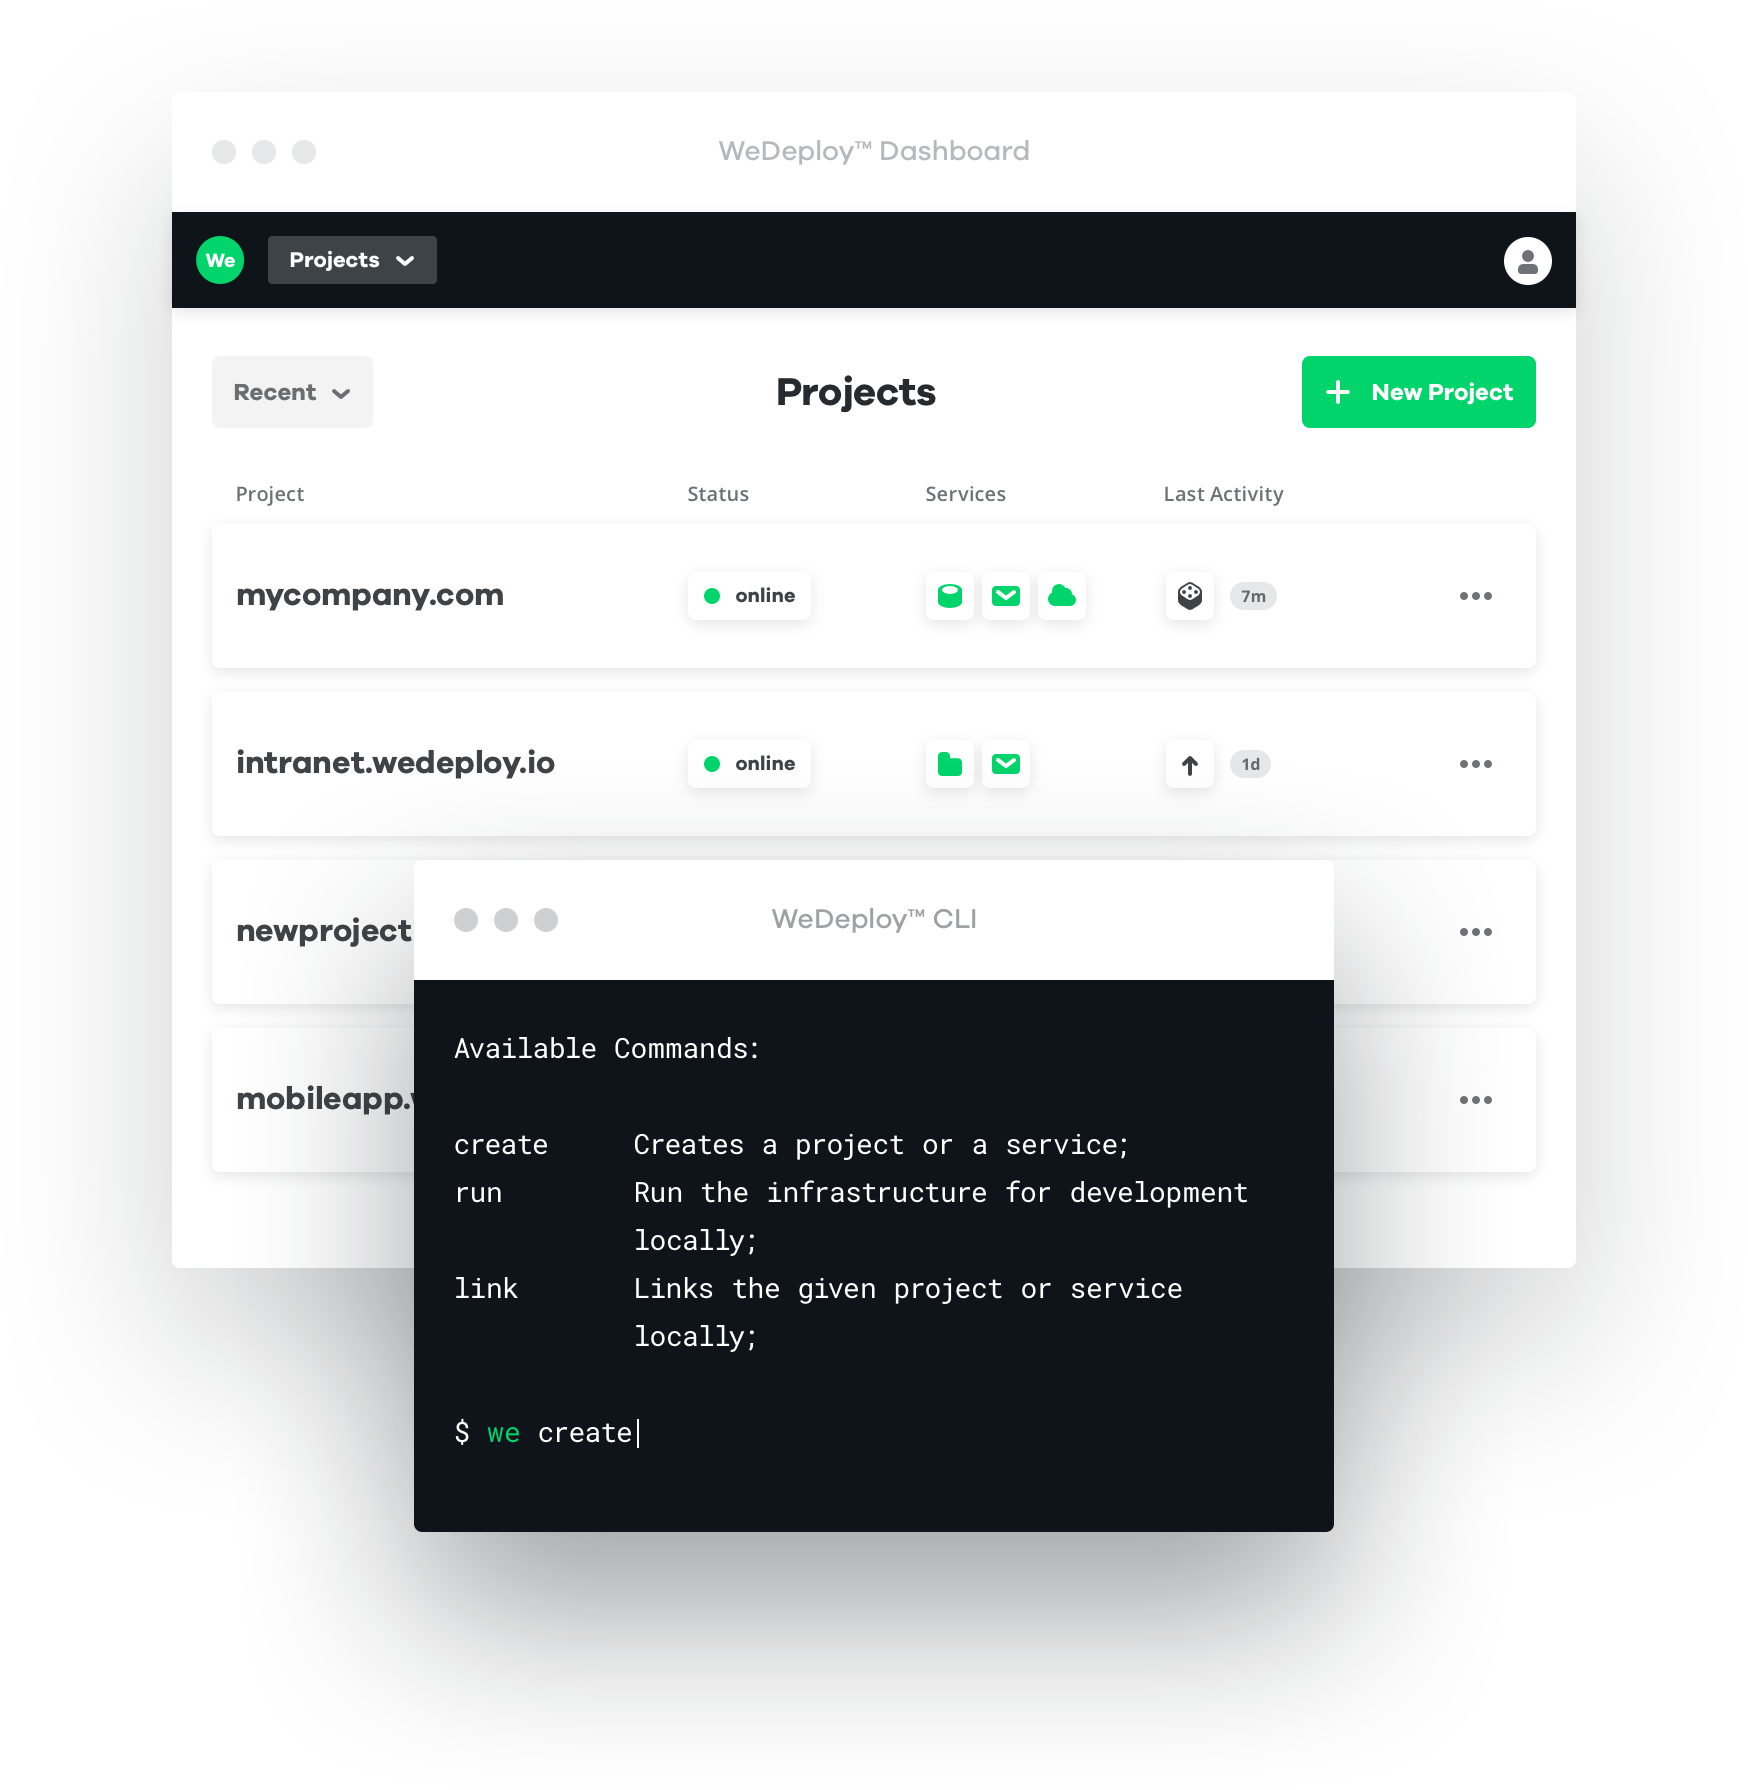 WeDeploy™ Dashboard
We Projects
Recent Projects + New Project
Project Status Services Last Activity
mycompany.com online 7m
intranet.wedeploy.io online 1d
newproject
WeDeploy™ CLI
mobileapp.
Available Commands:
create Creates a project or a service;
run Run the infrastructure for development
locally;
link Links the given project or service
locally;
$ we create